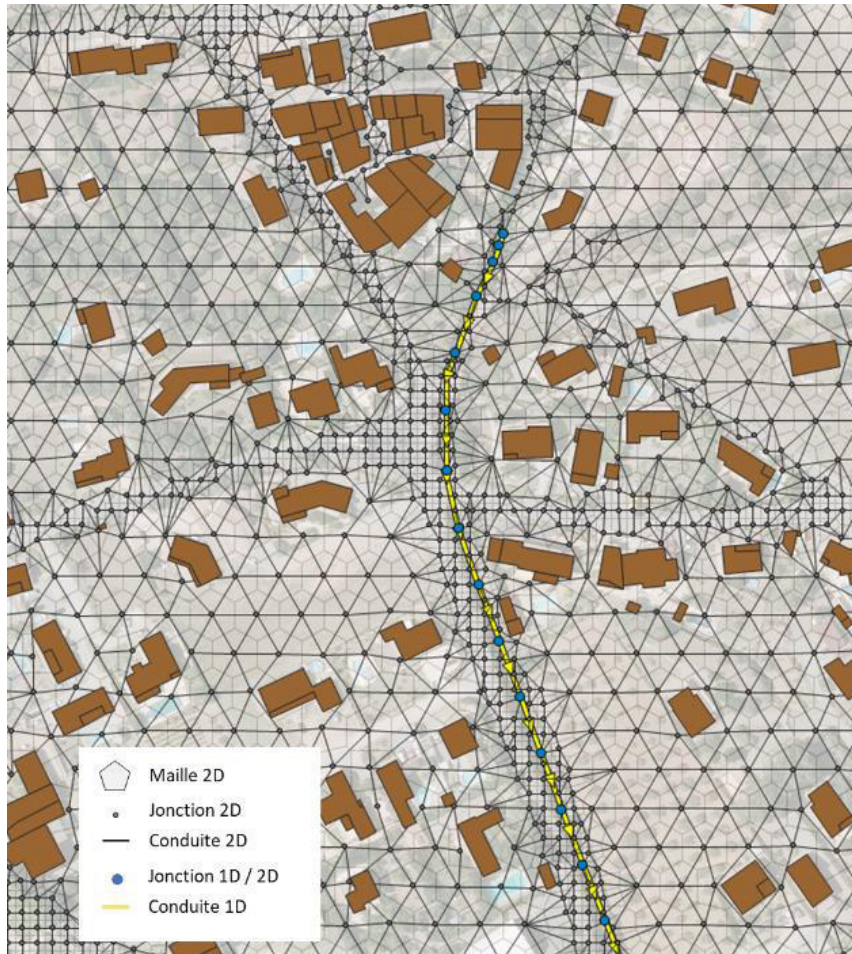 Maille 2D
Jonction 2D
Conduite 2D
Jonction 1D / 2D
Conduite 1D